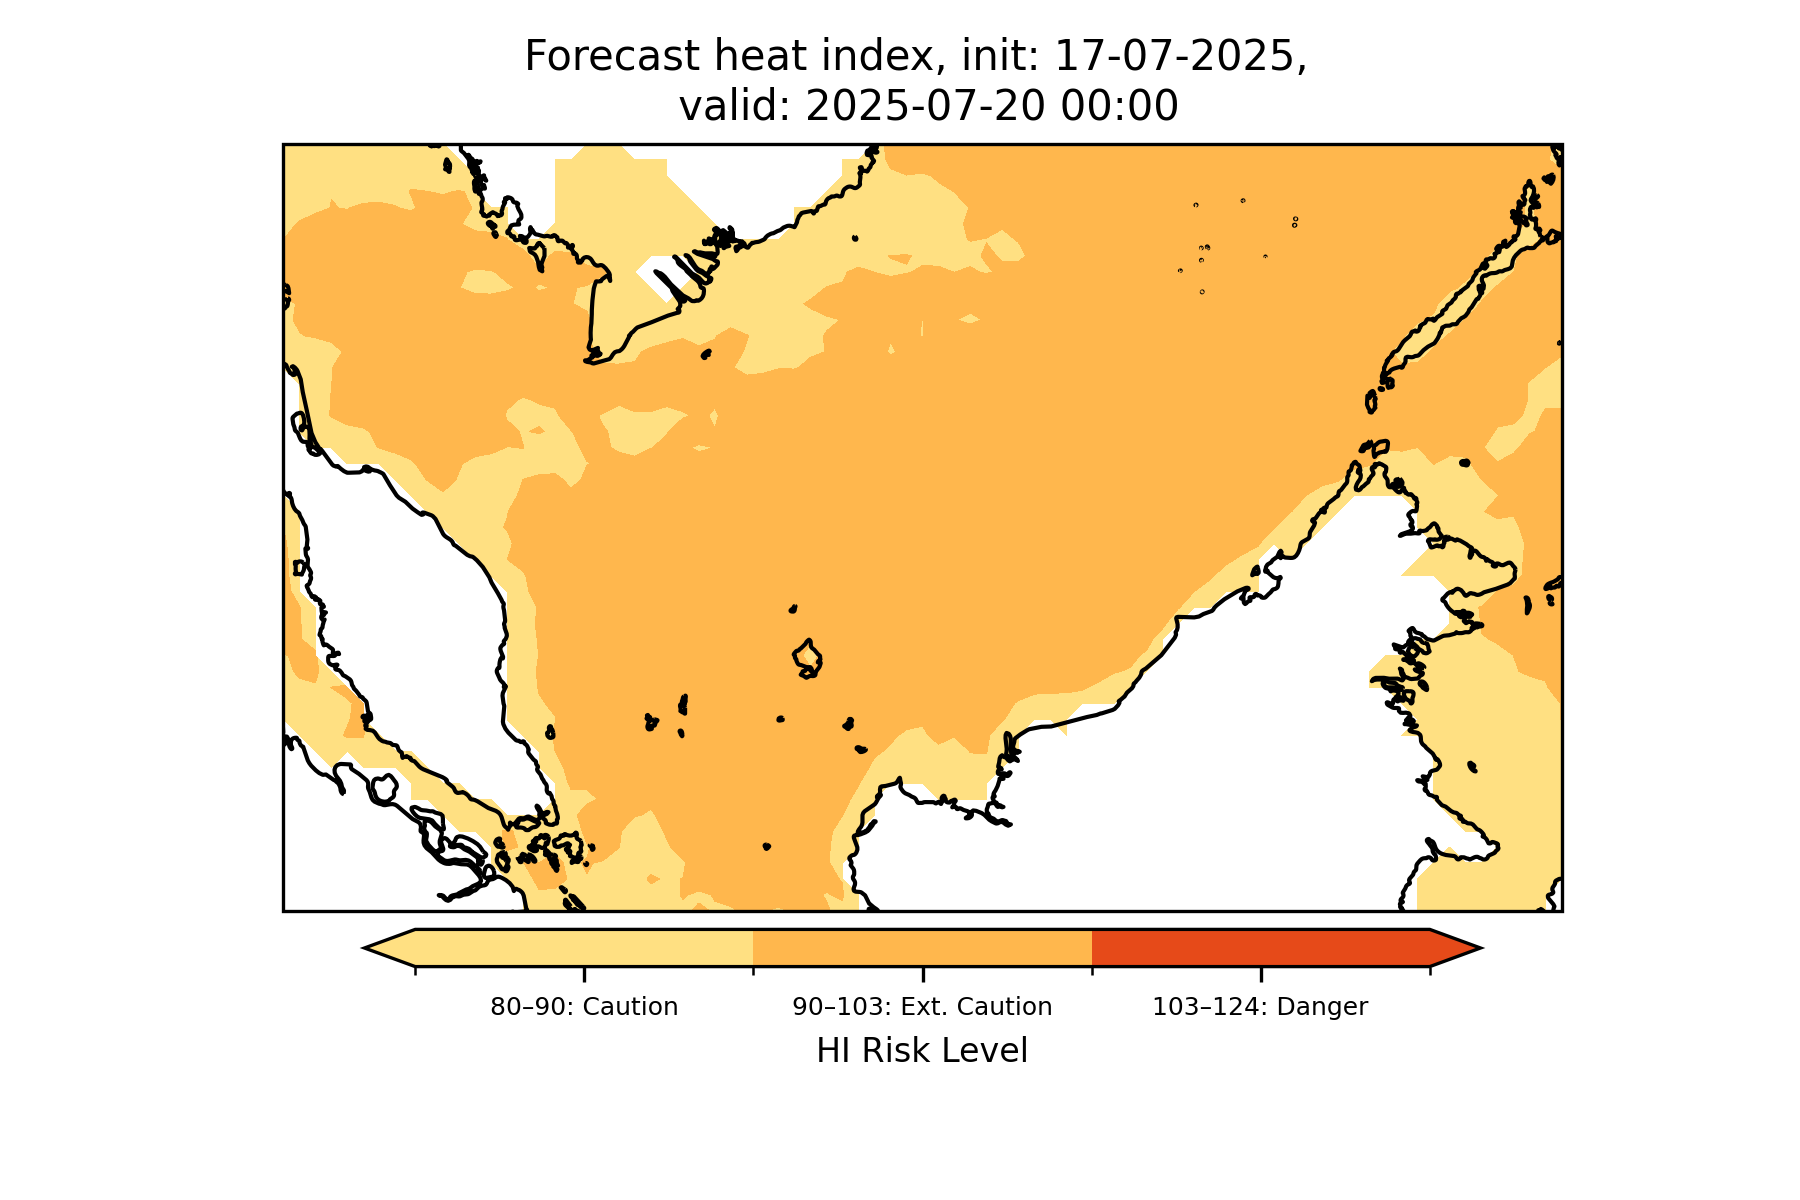 Forecast heat index, init: 17-07-2025,
valid: 2025-07-20 00:00
80–90: Caution
90–103: Ext. Caution
103–124: Danger
HI Risk Level